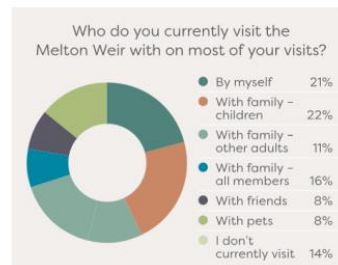 Who do you currently visit the
Melton Weir with on most of your visits?
By myself 21%
With family –
children 22%
With family –
other adults 11%
With family –
all members 16%
With friends 8%
With pets 8%
I don't
currently visit 14%